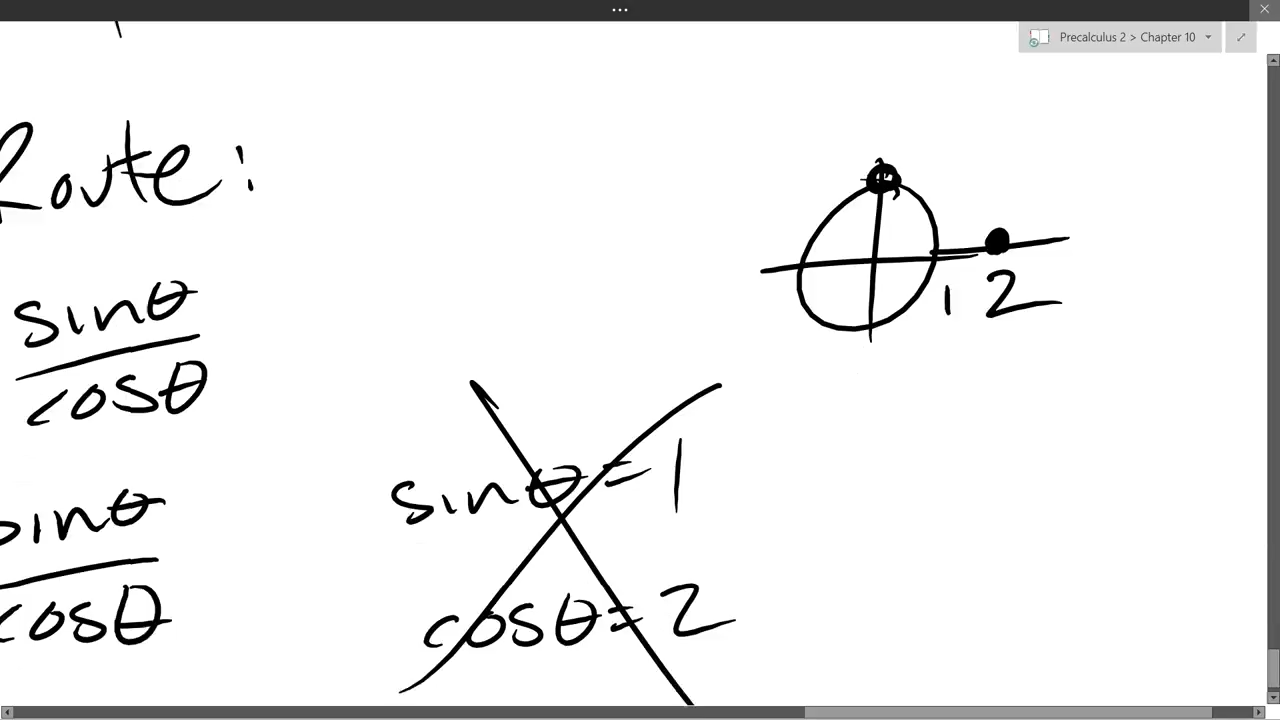 Precalculus 2 > Chapter 10
Route:
sinθ
cosθ
sinθ
cosθ
sinθ=1
cosθ=2
1 2